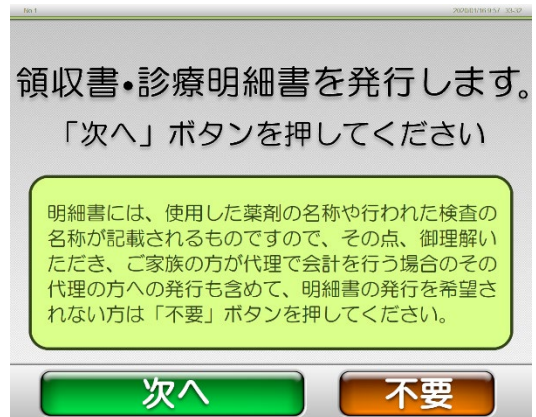 No.1
領収書・診療明細書を発行します。
「次へ」ボタンを押してください
明細書には、使用した薬剤の名称や行われた検査の
名称が記載されるものですので、その点、御理解い
ただき、ご家族の方が代理で会計を行う場合のその
代理の方への発行も含めて、明細書の発行を希望さ
れない方は「不要」ボタンを押してください。
次へ
不要